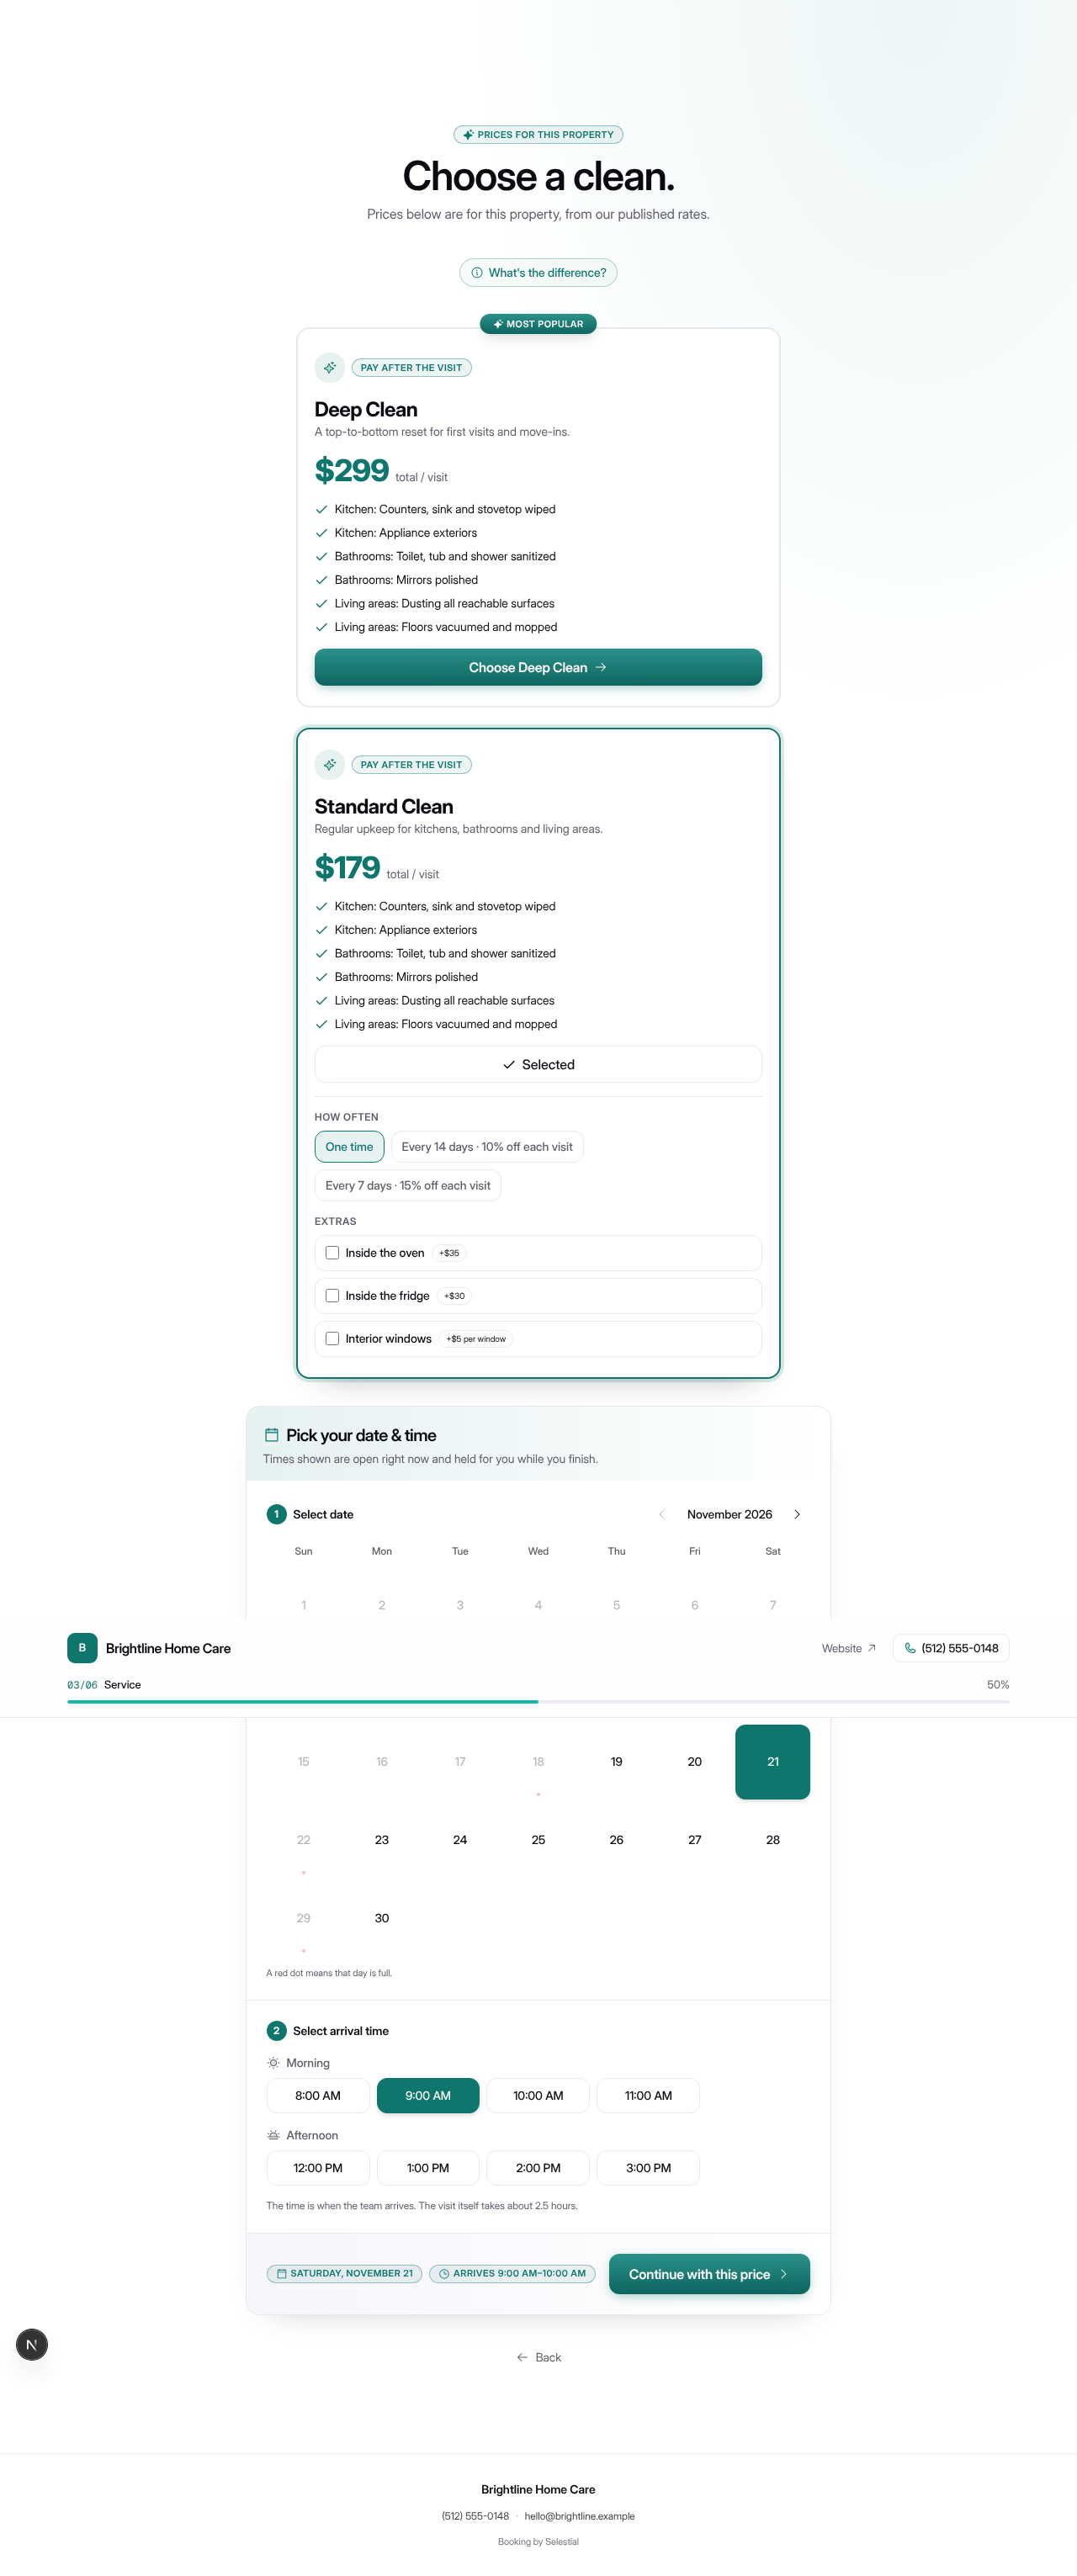 PRICES FOR THIS PROPERTY
Choose a clean.
Prices below are for this property, from our published rates.
What's the difference?
MOST POPULAR
PAY AFTER THE VISIT
Deep Clean
A top-to-bottom reset for first visits and move-ins.
$299 total / visit
Kitchen: Counters, sink and stovetop wiped
Kitchen: Appliance exteriors
Bathrooms: Toilet, tub and shower sanitized
Bathrooms: Mirrors polished
Living areas: Dusting all reachable surfaces
Living areas: Floors vacuumed and mopped
Choose Deep Clean
PAY AFTER THE VISIT
Standard Clean
Regular upkeep for kitchens, bathrooms and living areas.
$179 total / visit
Kitchen: Counters, sink and stovetop wiped
Kitchen: Appliance exteriors
Bathrooms: Toilet, tub and shower sanitized
Bathrooms: Mirrors polished
Living areas: Dusting all reachable surfaces
Living areas: Floors vacuumed and mopped
Selected
HOW OFTEN
One time Every 14 days · 10% off each visit
Every 7 days · 15% off each visit
EXTRAS
Inside the oven +$35
Inside the fridge +$30
Interior windows +$5 per window
Pick your date & time
Times shown are open right now and held for you while you finish.
1 Select date November 2026
Sun Mon Tue Wed Thu Fri Sat
1 2 3 4 5 6 7
B Brightline Home Care Website (512) 555-0148
03/06 Service 50%
15 16 17 18 19 20 21
22 23 24 25 26 27 28
29 30
A red dot means that day is full.
2 Select arrival time
Morning
8:00 AM 9:00 AM 10:00 AM 11:00 AM
Afternoon
12:00 PM 1:00 PM 2:00 PM 3:00 PM
The time is when the team arrives. The visit itself takes about 2.5 hours.
SATURDAY, NOVEMBER 21 ARRIVES 9:00 AM–10:00 AM Continue with this price
N
Back
Brightline Home Care
(512) 555-0148 · hello@brightline.example
Booking by Selestial